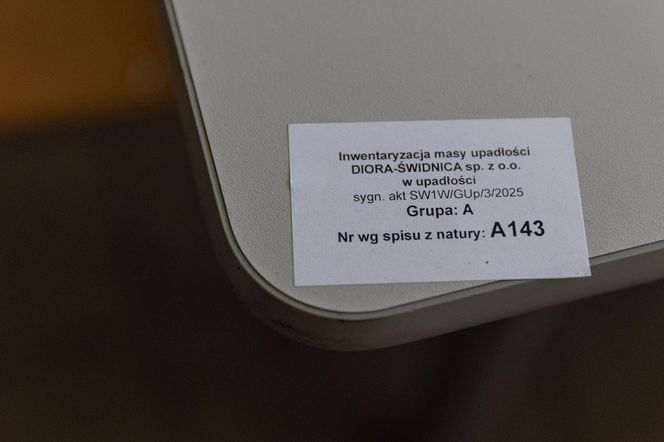 Inwentaryzacja masy upadłości
DIORA-ŚWIDNICA sp. z o.o.
w upadłości
sygn. akt SW1W/GUp/3/2025
Grupa: A
Nr wg spisu z natury: A143